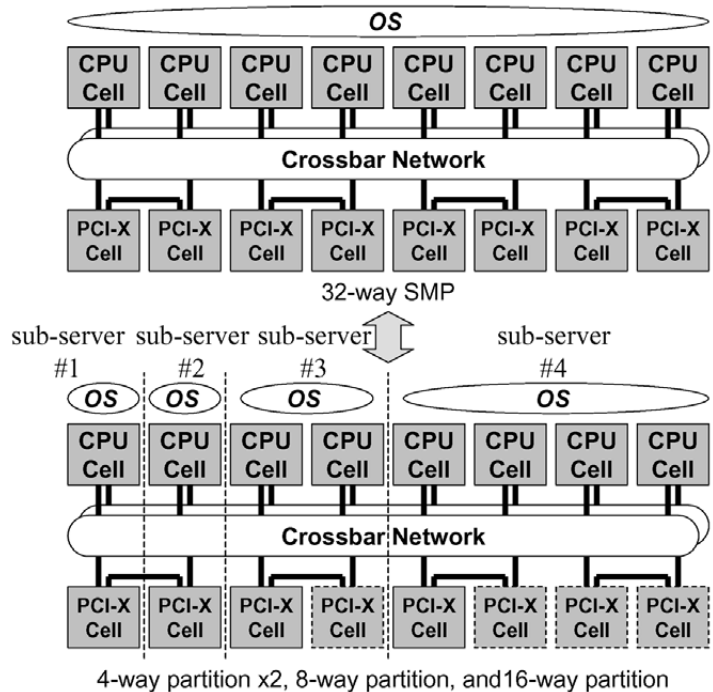 OS
CPU Cell CPU Cell CPU Cell CPU Cell CPU Cell CPU Cell CPU Cell CPU Cell
Crossbar Network
PCI-X Cell PCI-X Cell PCI-X Cell PCI-X Cell PCI-X Cell PCI-X Cell PCI-X Cell PCI-X Cell
32-way SMP
sub-server #1 sub-server #2 sub-server #3 sub-server #4
OS OS OS OS
CPU Cell CPU Cell CPU Cell CPU Cell CPU Cell CPU Cell CPU Cell CPU Cell
Crossbar Network
PCI-X Cell PCI-X Cell PCI-X Cell PCI-X Cell PCI-X Cell PCI-X Cell PCI-X Cell PCI-X Cell
4-way partition x2, 8-way partition, and16-way partition